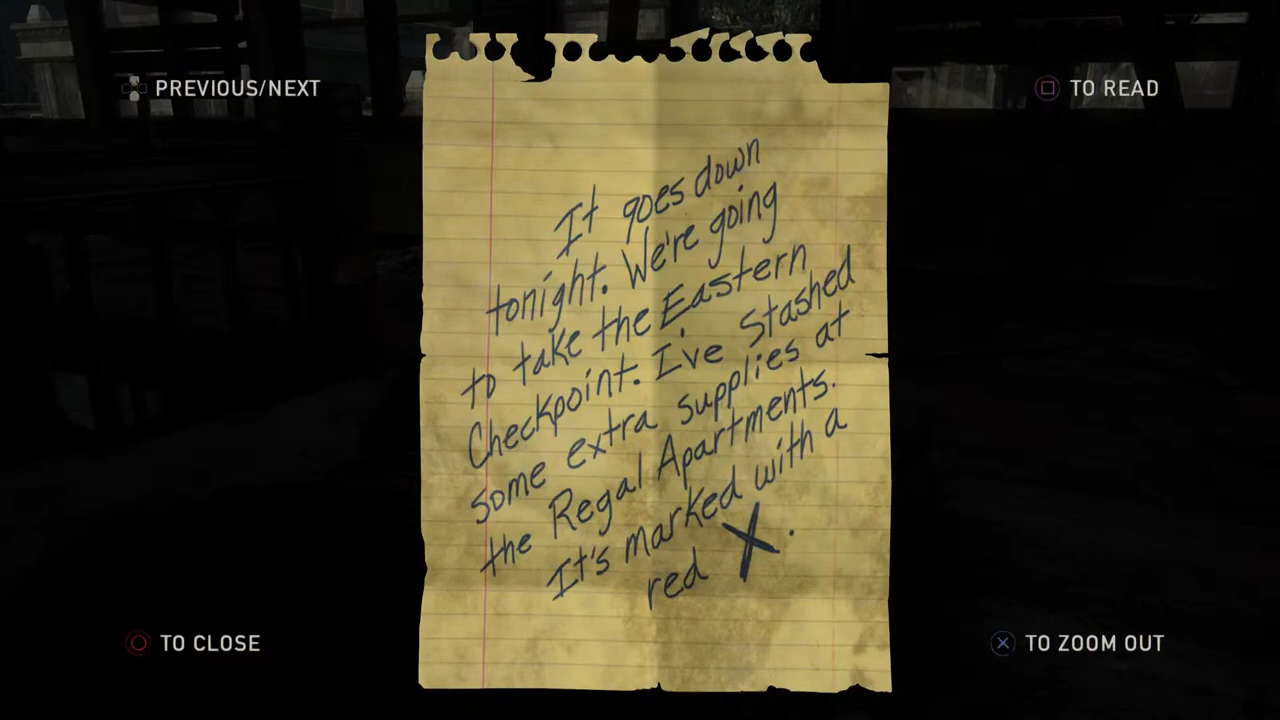 PREVIOUS/NEXT
TO READ
It goes down
tonight. We're going
to take the Eastern
Checkpoint. I've Stashed
some extra supplies at
the Regal Apartments.
It's marked with a
red X.
TO CLOSE
TO ZOOM OUT